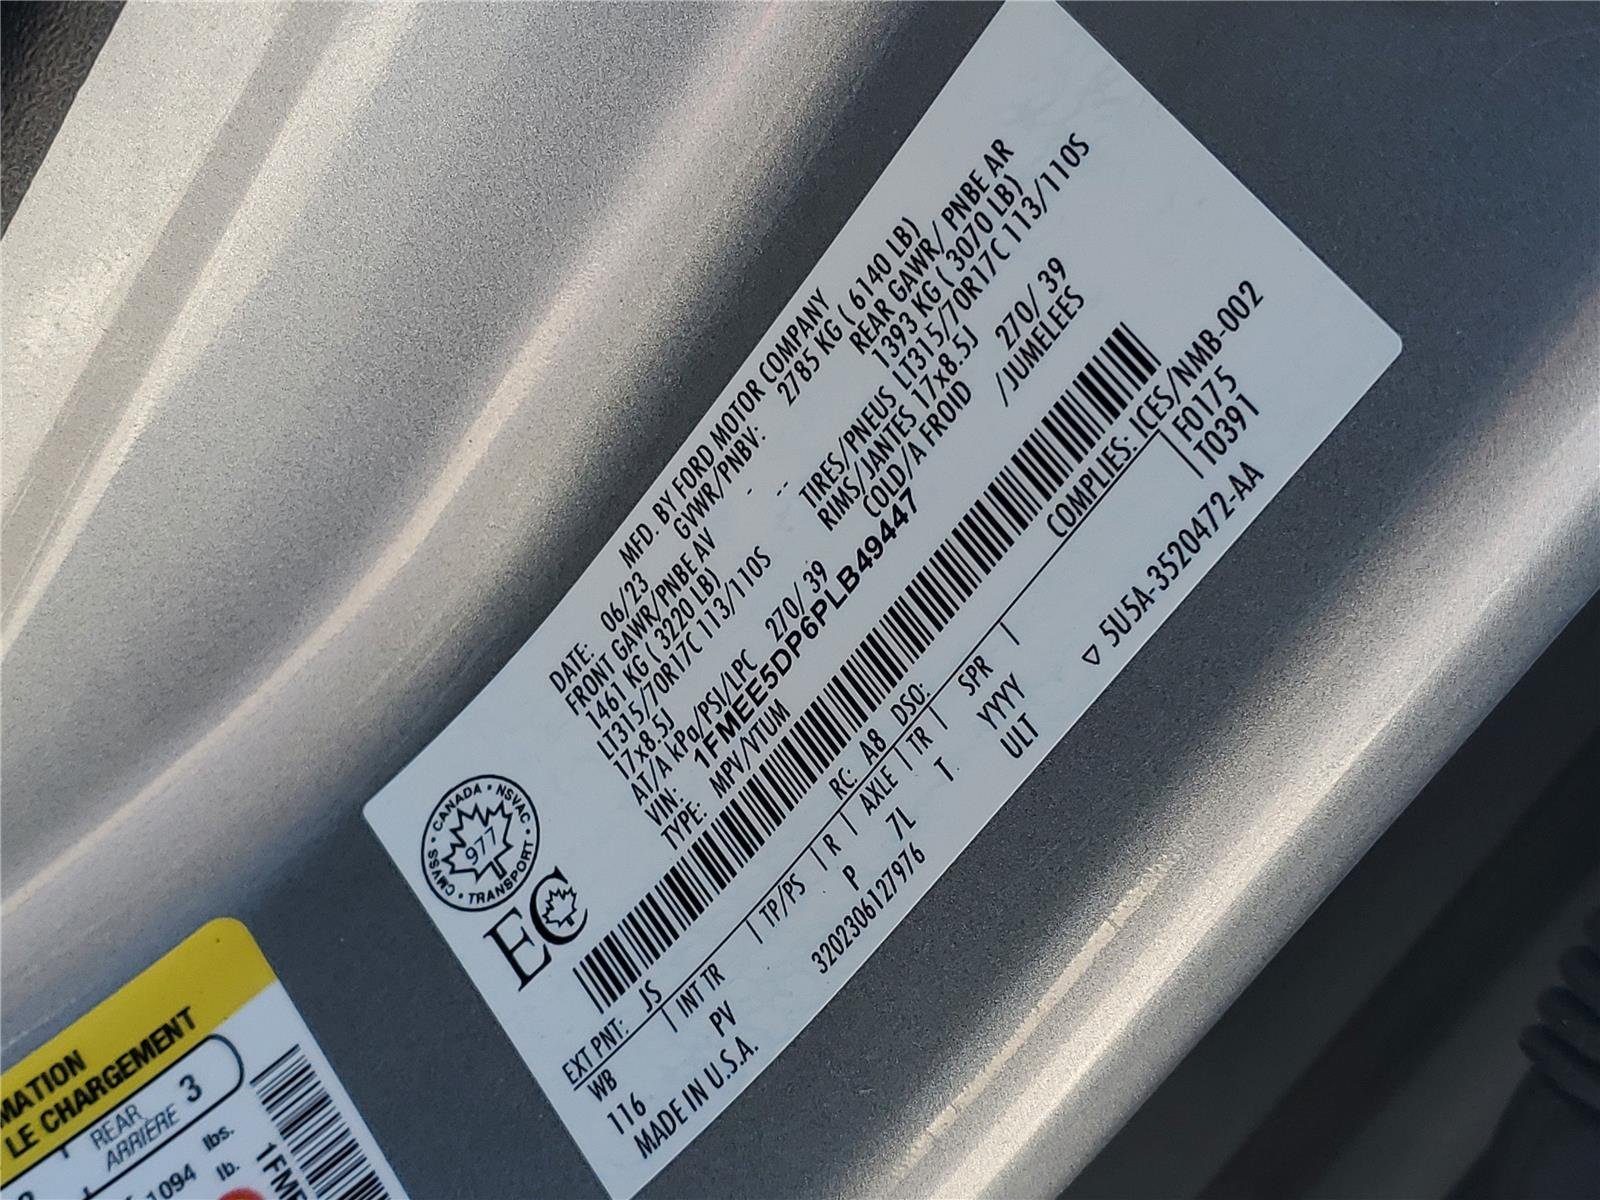 DATE: 06/23 MFD. BY FORD MOTOR COMPANY
FRONT GAWR/PNBE AV GVWR/PNBV: 2785 KG ( 6140 LB)
1461 KG ( 3220 LB) - -- REAR GAWR/ PNBE AR
LT315/70R17C 113/110S 1393 KG ( 3070 LB)
17x8.5J TIRES/PNEUS LT315/70R17C 113/110S
AT/A kPa/PSI/LPC 270/ 39 RIMS/JANTES 17x8.5J
VIN: 1FMEE5DP6PLB49447 COLD/A FROID 270/ 39
TYPE: MPV/VTUM /JUMELEES
CANADA • NSVAC • TRANSPORT • CMVSS •
977
EC
COMPLIES: ICES/NMB-002
EXT PNT: JS RC: A8 DSO: F0175
WB | INT TR | TP/PS | R | AXLE | TR | SPR | T0391
116 PV P 7L T YYYY
MADE IN U.S.A. 320230612797​6 ULT ▽ 5U5A-3520472-AA
MATION
LE CHARGEMENT
REAR
ARRIÈRE 3
lbs.
1094 lb.
1FME